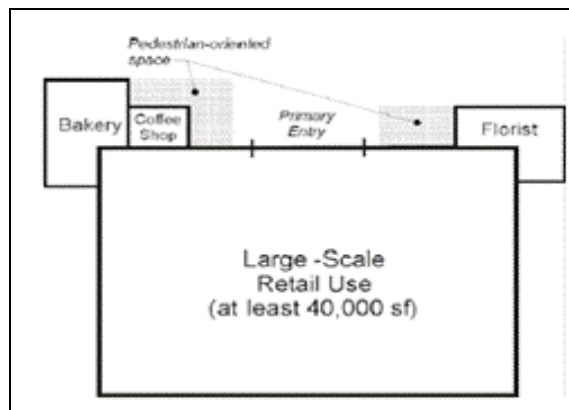 Pedestrian-oriented
space
Bakery
Coffee
Shop
Primary
Entry
Florist
Large -Scale
Retail Use
(at least 40,000 sf)